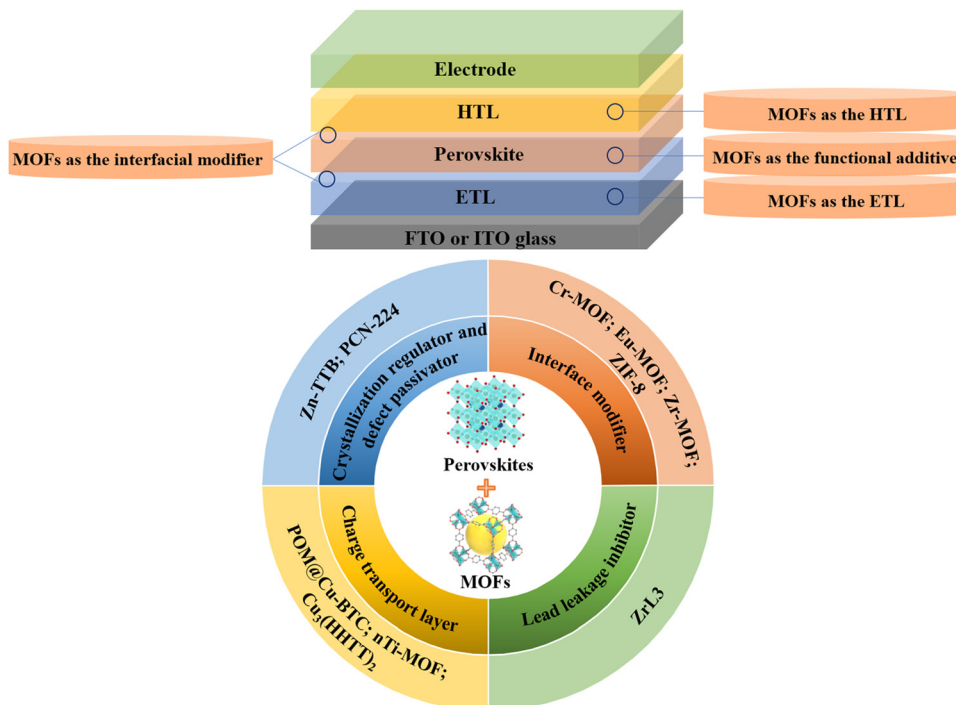 Electrode
HTL
MOFs as the HTL
MOFs as the interfacial modifier
Perovskite
MOFs as the functional additive
ETL
MOFs as the ETL
FTO or ITO glass
Zn-TTB; PCN-224
Crystallization regulator and
defect passivator
Cr-MOF; Eu-MOF; Zr-MOF;
ZIF-8
Interface modifier
Perovskites
MOFs
Charge transport layer
POM@Cu-BTC; nTi-MOF;
Cu₃(HHTT)₂
Lead leakage inhibitor
ZrL3